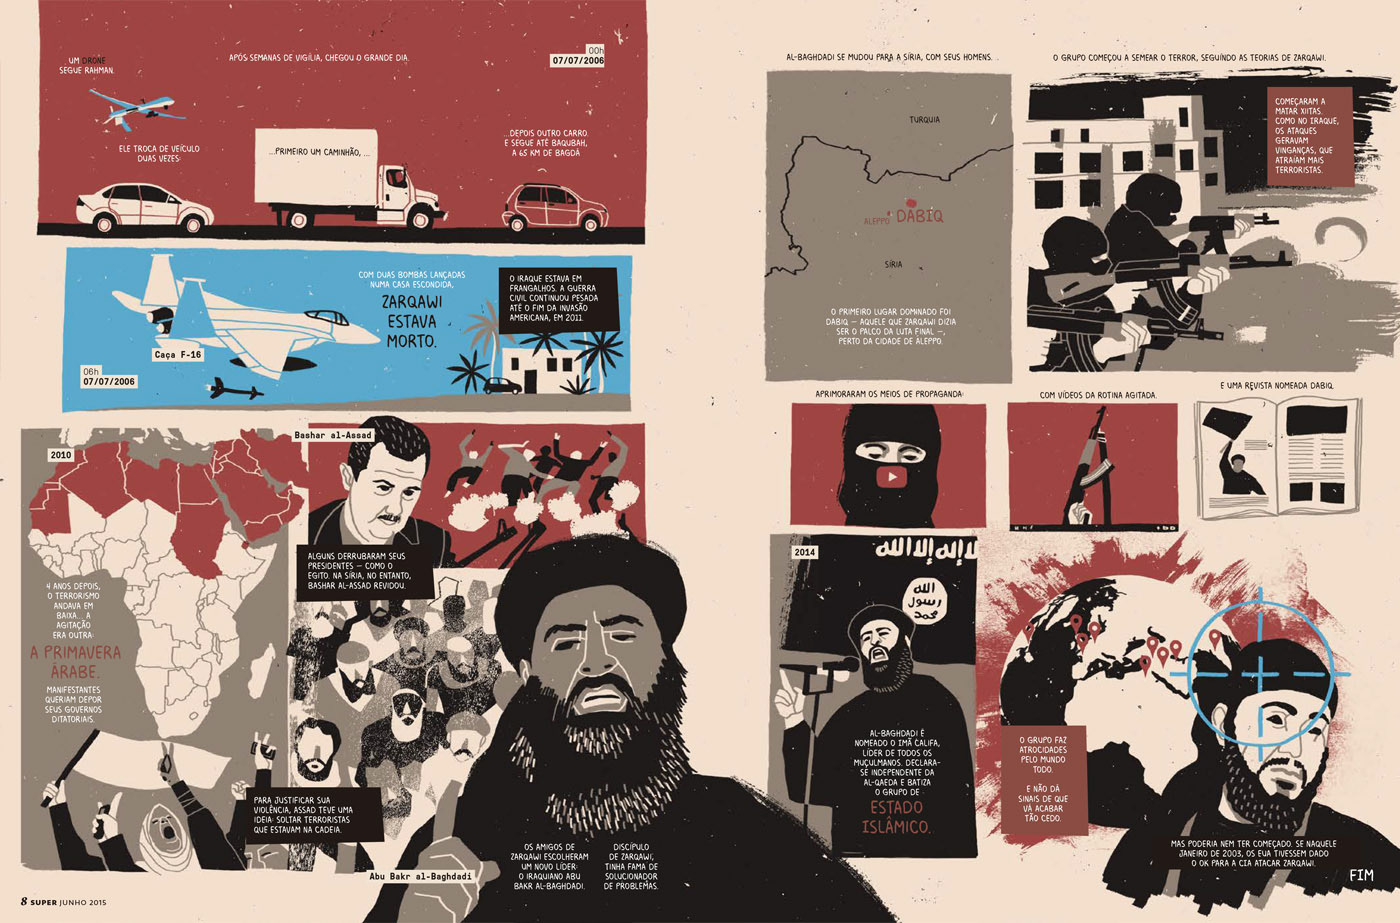 UM DRONE
SEGUE RAHMAN.
APÓS SEMANAS DE VIGÍLIA, CHEGOU O GRANDE DIA.
00h
07/07/2006
ELE TROCA DE VEÍCULO
DUAS VEZES:
...PRIMEIRO UM CAMINHÃO, ...
...DEPOIS OUTRO CARRO.
E SEGUE ATÉ BAQUBAH,
A 65 KM DE BAGDÁ
COM DUAS BOMBAS LANÇADAS
NUMA CASA ESCONDIDA,
ZARQAWI
ESTAVA
MORTO.
O IRAQUE ESTAVA EM
FRANGALHOS. A GUERRA
CIVIL CONTINUOU PESADA
ATÉ O FIM DA INVASÃO
AMERICANA, EM 2011.
Caça F-16
06h
07/07/2006
2010
4 ANOS DEPOIS,
O TERRORISMO
ANDAVA EM
BAIXA... A
AGITAÇÃO
ERA OUTRA:
A PRIMAVERA
ÁRABE.
MANIFESTANTES
QUERIAM DEPOR
SEUS GOVERNOS
DITATORIAIS.
Bashar al-Assad
ALGUNS DERRUBARAM SEUS
PRESIDENTES – COMO O
EGITO. NA SÍRIA, NO ENTANTO,
BASHAR AL-ASSAD REVIDOU.
PARA JUSTIFICAR SUA
VIOLÊNCIA, ASSAD TEVE UMA
IDEIA: SOLTAR TERRORISTAS
QUE ESTAVAM NA CADEIA.
Abu Bakr al-Baghdadi
OS AMIGOS DE
ZARQAWI ESCOLHERAM
UM NOVO LÍDER:
O IRAQUIANO ABU
BAKR AL-BAGHDADI.
DISCÍPULO
DE ZARQAWI,
TINHA FAMA DE
SOLUCIONADOR
DE PROBLEMAS.
8 SUPER JUNHO 2015
AL-BAGHDADI SE MUDOU PARA A SÍRIA, COM SEUS HOMENS.
TURQUIA
ALEPPO
DABIQ
SÍRIA
O PRIMEIRO LUGAR DOMINADO FOI
DABIQ – AQUELE QUE ZARQAWI DIZIA
SER O PALCO DA LUTA FINAL –,
PERTO DA CIDADE DE ALEPPO.
O GRUPO COMEÇOU A SEMEAR O TERROR, SEGUINDO AS TEORIAS DE ZARQAWI.
COMEÇARAM A
MATAR XIITAS.
COMO NO IRAQUE,
OS ATAQUES
GERAVAM
VINGANÇAS, QUE
ATRAÍAM MAIS
TERRORISTAS.
APRIMORARAM OS MEIOS DE PROPAGANDA:
COM VÍDEOS DA ROTINA AGITADA.
E UMA REVISTA NOMEADA DABIQ.
2014
لا إله إلا الله
الله
رسول
محمد
AL-BAGHDADI É
NOMEADO O IMÃ CALIFA,
LÍDER DE TODOS OS
MUÇULMANOS. DECLARA-
SE INDEPENDENTE DA
AL-QAEDA E BATIZA
O GRUPO DE
ESTADO
ISLÂMICO.
O GRUPO FAZ
ATROCIDADES
PELO MUNDO
TODO.
E NÃO DÁ
SINAIS DE QUE
VÁ ACABAR
TÃO CEDO.
MAS PODERIA NEM TER COMEÇADO. SE NAQUELE
JANEIRO DE 2003, OS EUA TIVESSEM DADO
O OK PARA A CIA ATACAR ZARQAWI.
FIM